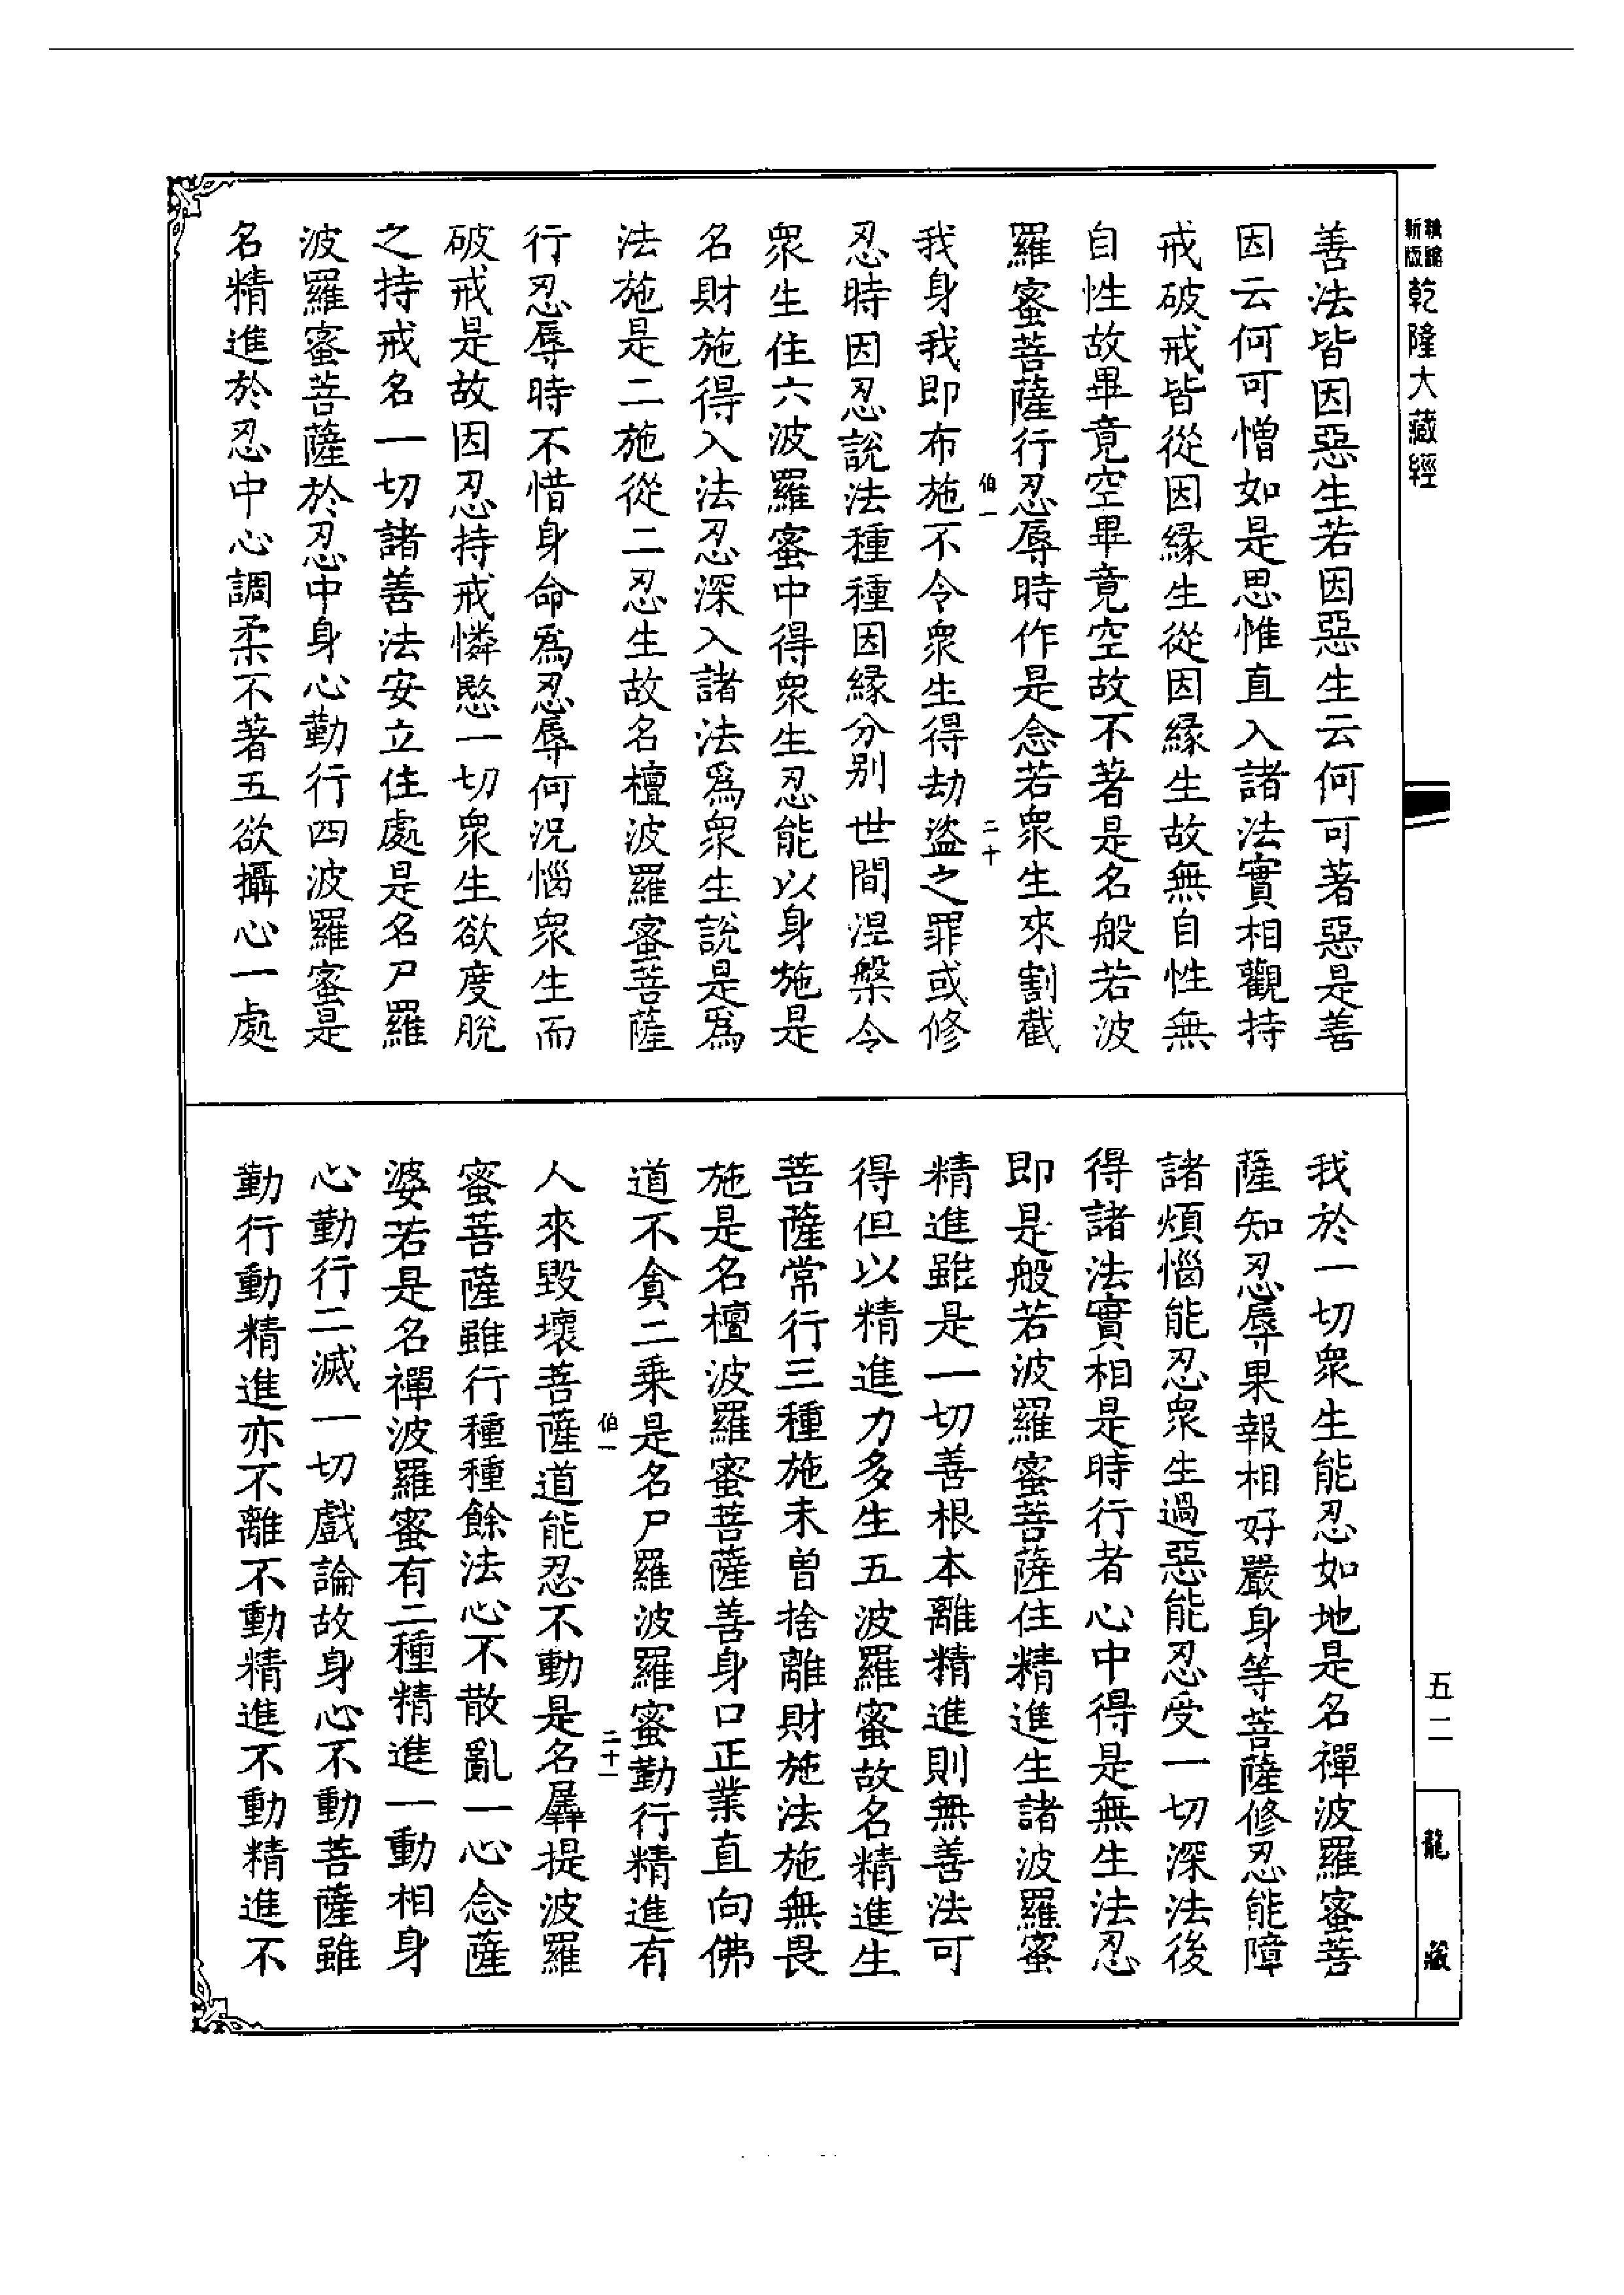 新版
乾隆大藏經
善法皆因惡生若因惡生云何可著惡是善
因云何可憎如是思惟直入諸法實相觀持
戒破戒皆從因緣生從因緣生故無自性無
自性故畢竟空畢竟空故不著是名般若波
羅蜜菩薩行忍辱時作是念若眾生來割截
伯一
二十
我身我即布施不令眾生得劫盜之罪或修
忍時因忍說法種種因緣分別世間涅槃令
眾生住六波羅蜜中得眾生忍能以身施是
名財施得入法忍深入諸法為眾生說是為
法施是二施從二忍生故名檀波羅蜜菩薩
行忍辱時不惜身命為忍辱何況惱眾生而
破戒是故因忍持戒憐愍一切眾生欲度脫
之持戒名一切諸善法安立住處是名尸羅
波羅蜜菩薩於忍中身心勤行四波羅蜜是
名精進於忍中心調柔不著五欲攝心一處
我於一切眾生能忍如地是名禪波羅蜜菩
薩知忍辱果報相好嚴身等菩薩修忍能障
諸煩惱能忍眾生過惡能忍受一切深法後
得諸法實相是時行者心中得是無生法忍
即是般若波羅蜜菩薩住精進生諸波羅蜜
精進雖是一切善根本離精進則無善法可
得但以精進力多生五波羅蜜故名精進生
菩薩常行三種施未曾捨離財施法施無畏
施是名檀波羅蜜菩薩善身口正業直向佛
道不貪二乘是名尸羅波羅蜜勤行精進有
伯一
二十一
人來毀壞菩薩道能忍不動是名羼提波羅
蜜菩薩雖行種種餘法心不散亂一心念薩
婆若是名禪波羅蜜有二種精進一動相身
心勤行二滅一切戲論故身心不動菩薩雖
勤行動精進亦不離不動精進不動精進不
五二
龍藏